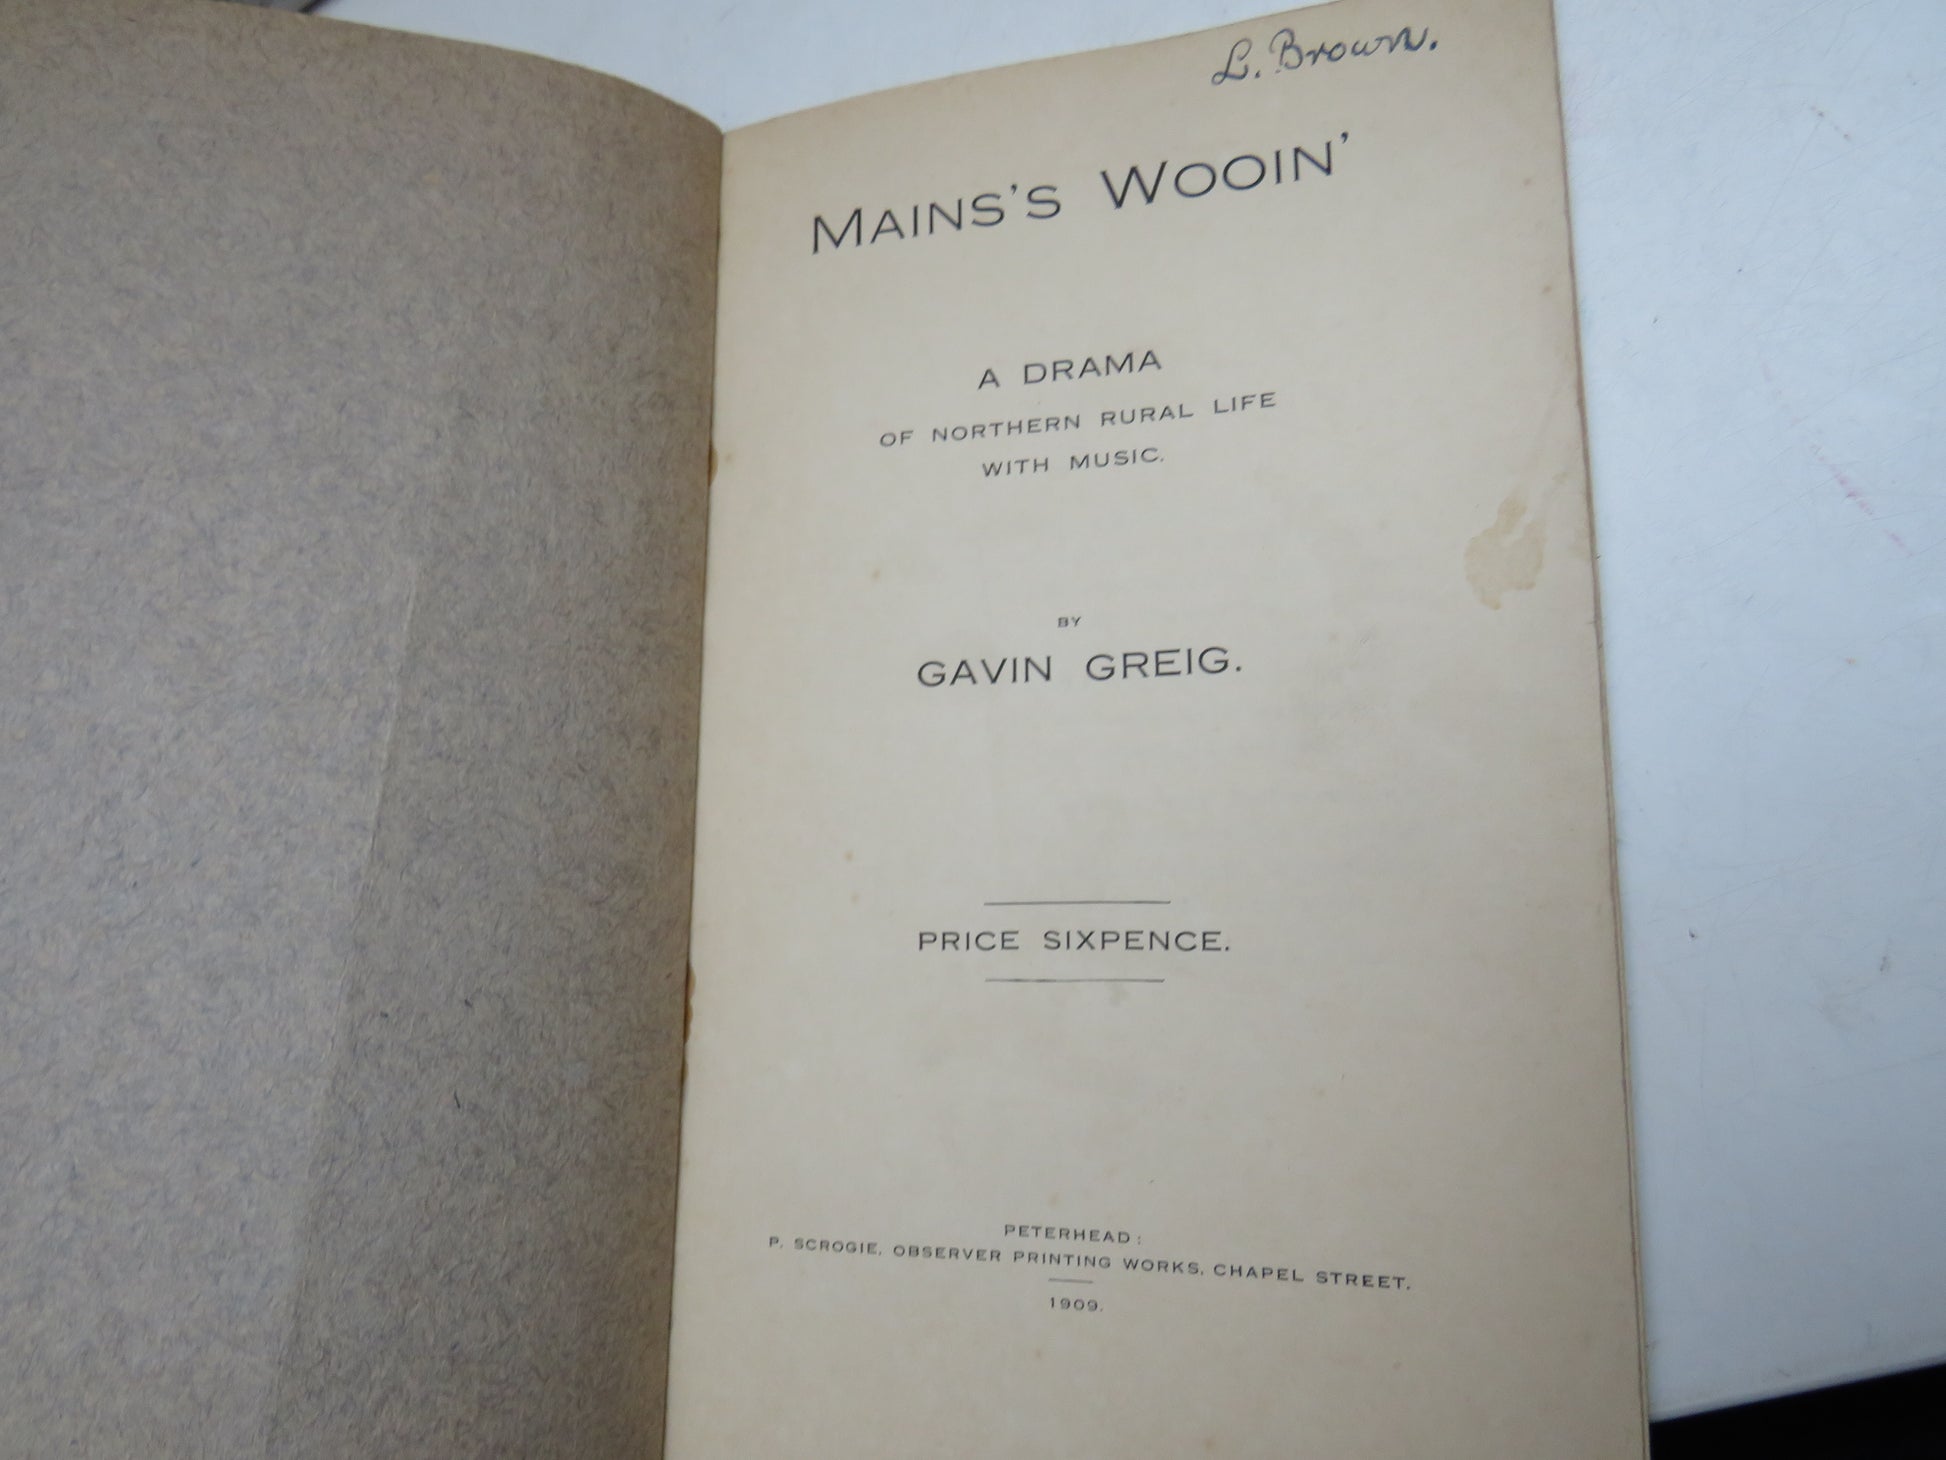 L. Brown.
MAINS'S WOOIN'
A DRAMA
OF NORTHERN RURAL LIFE
WITH MUSIC.
BY
GAVIN GREIG.
PRICE SIXPENCE.
PETERHEAD:
P. SCROGIE, OBSERVER PRINTING WORKS, CHAPEL STREET.
1909.